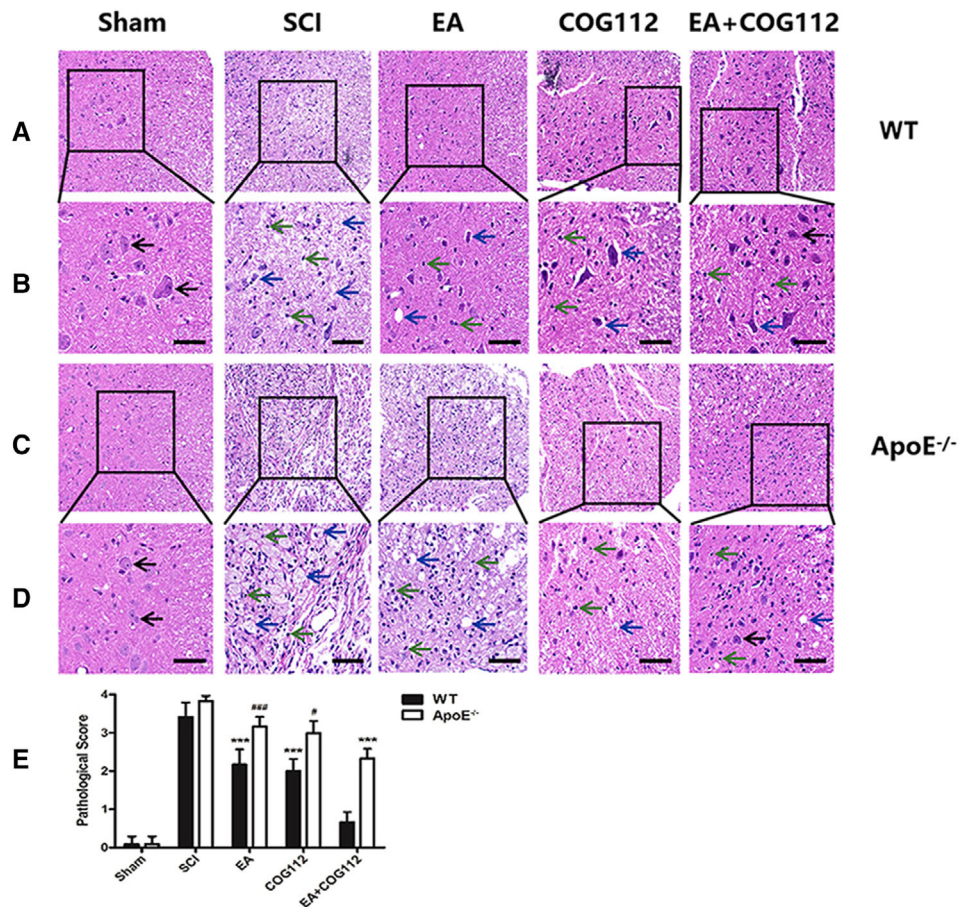 Sham SCI EA COG112 EA+COG112
A WT
B
C ApoE-/-
D
E
4
3
2
1
0
Pathological Score
WT
ApoE-/-
*** ### *** # ***
Sham SCI EA COG112 EA+COG112